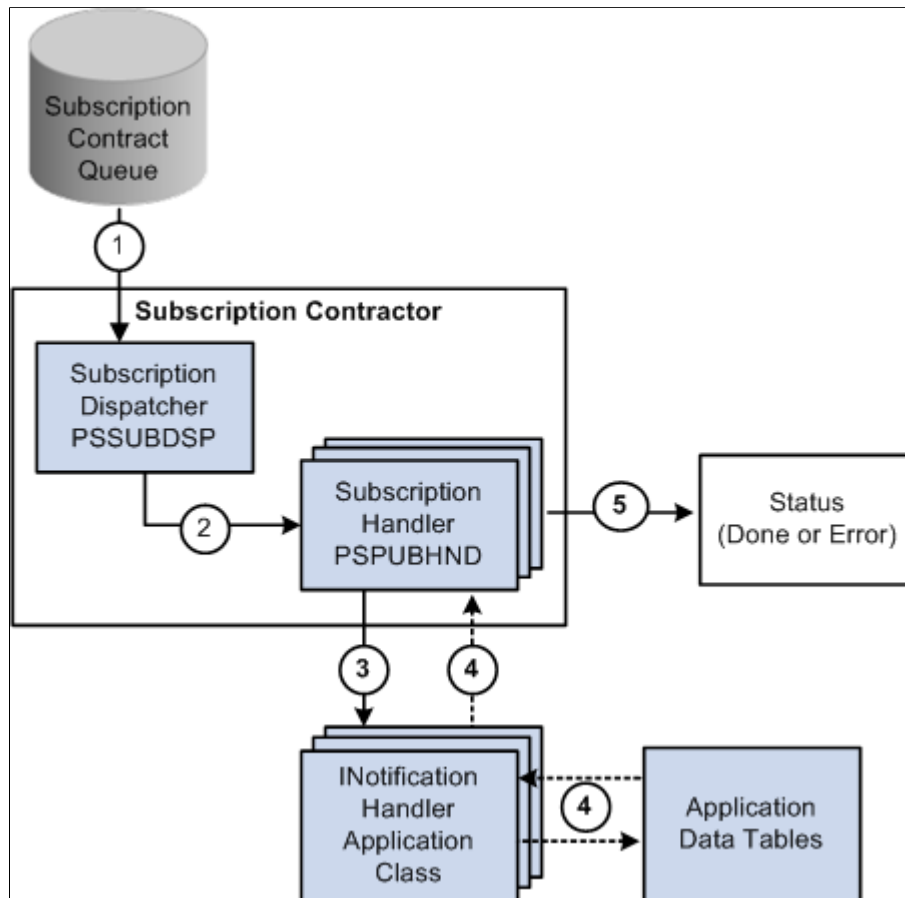 Subscription
Contract
Queue
1
Subscription Contractor
Subscription
Dispatcher
PSSUBDSP
2
Subscription
Handler
PSPUBHND
5
Status
(Done or Error)
3
4
INotification
Handler
Application
Class
4
Application
Data Tables